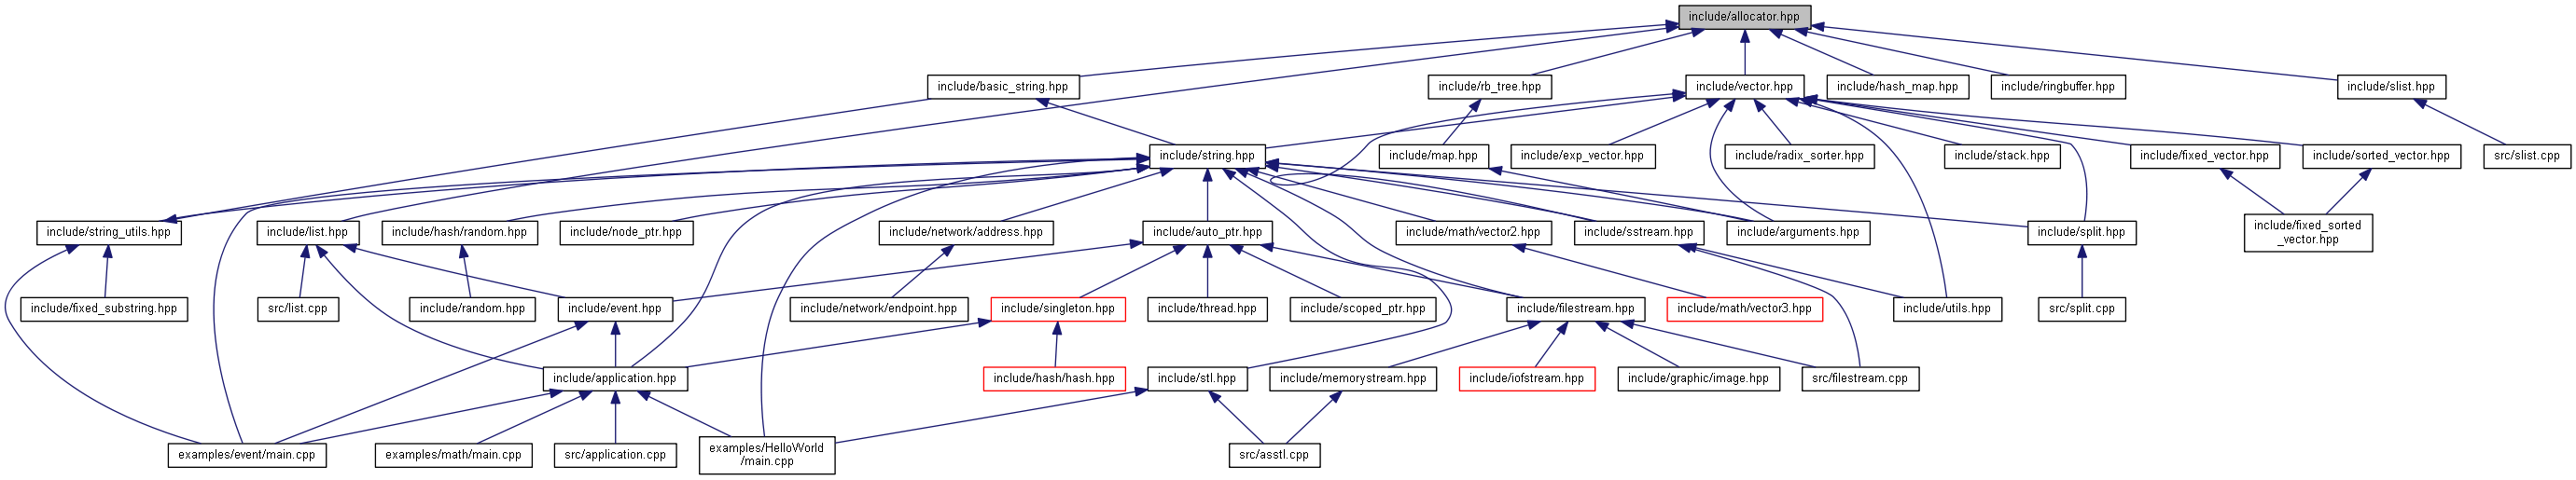 include/allocator.hpp
include/basic_string.hpp
include/rb_tree.hpp
include/vector.hpp
include/hash_map.hpp
include/ringbuffer.hpp
include/slist.hpp
include/string.hpp
include/map.hpp
include/exp_vector.hpp
include/radix_sorter.hpp
include/stack.hpp
include/fixed_vector.hpp
include/sorted_vector.hpp
src/slist.cpp
include/string_utils.hpp
include/list.hpp
include/hash/random.hpp
include/node_ptr.hpp
include/network/address.hpp
include/auto_ptr.hpp
include/math/vector2.hpp
include/sstream.hpp
include/arguments.hpp
include/split.hpp
include/fixed_sorted
_vector.hpp
include/fixed_substring.hpp
src/list.cpp
include/random.hpp
include/event.hpp
include/network/endpoint.hpp
include/singleton.hpp
include/thread.hpp
include/scoped_ptr.hpp
include/filestream.hpp
include/math/vector3.hpp
include/utils.hpp
src/split.cpp
include/application.hpp
include/hash/hash.hpp
include/stl.hpp
include/memorystream.hpp
include/iofstream.hpp
include/graphic/image.hpp
src/filestream.cpp
examples/event/main.cpp
examples/math/main.cpp
src/application.cpp
examples/HelloWorld
/main.cpp
src/asstl.cpp